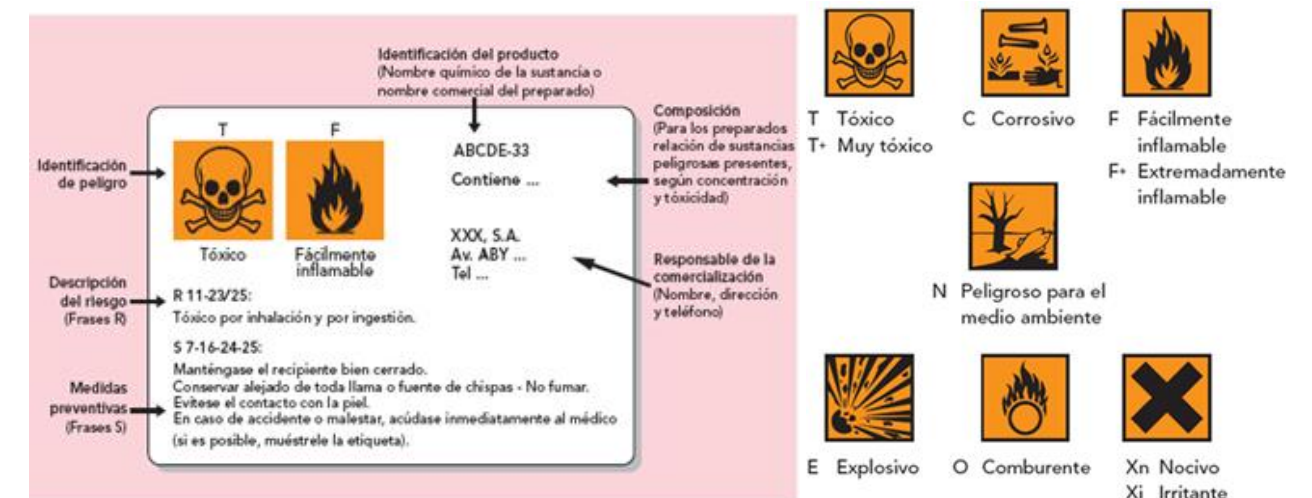 Identificación del producto
(Nombre químico de la sustancia o
nombre comercial del preparado)
Identificación
de peligro
T
F
Tóxico
Fácilmente
inflamable
ABCDE-33
Contiene ...
XXX, S.A.
Av. ABY ...
Tel ...
Composición
(Para los preparados
relación de sustancias
peligrosas presentes,
según concentración
y tóxicidad)
Responsable de la
comercialización
(Nombre, dirección
y teléfono)
Descripción
del riesgo
(Frases R)
R 11-23/25:
Tóxico por inhalación y por ingestión.
Medidas
preventivas
(Frases S)
S 7-16-24-25:
Manténgase el recipiente bien cerrado.
Conservar alejado de toda llama o fuente de chispas - No fumar.
Evítese el contacto con la piel.
En caso de accidente o malestar, acúdase inmediatamente al médico
(si es posible, muéstrele la etiqueta).
T Tóxico
T+ Muy tóxico
C Corrosivo
F Fácilmente
inflamable
F+ Extremadamente
inflamable
N Peligroso para el
medio ambiente
E Explosivo
O Comburente
Xn Nocivo
Xi Irritante